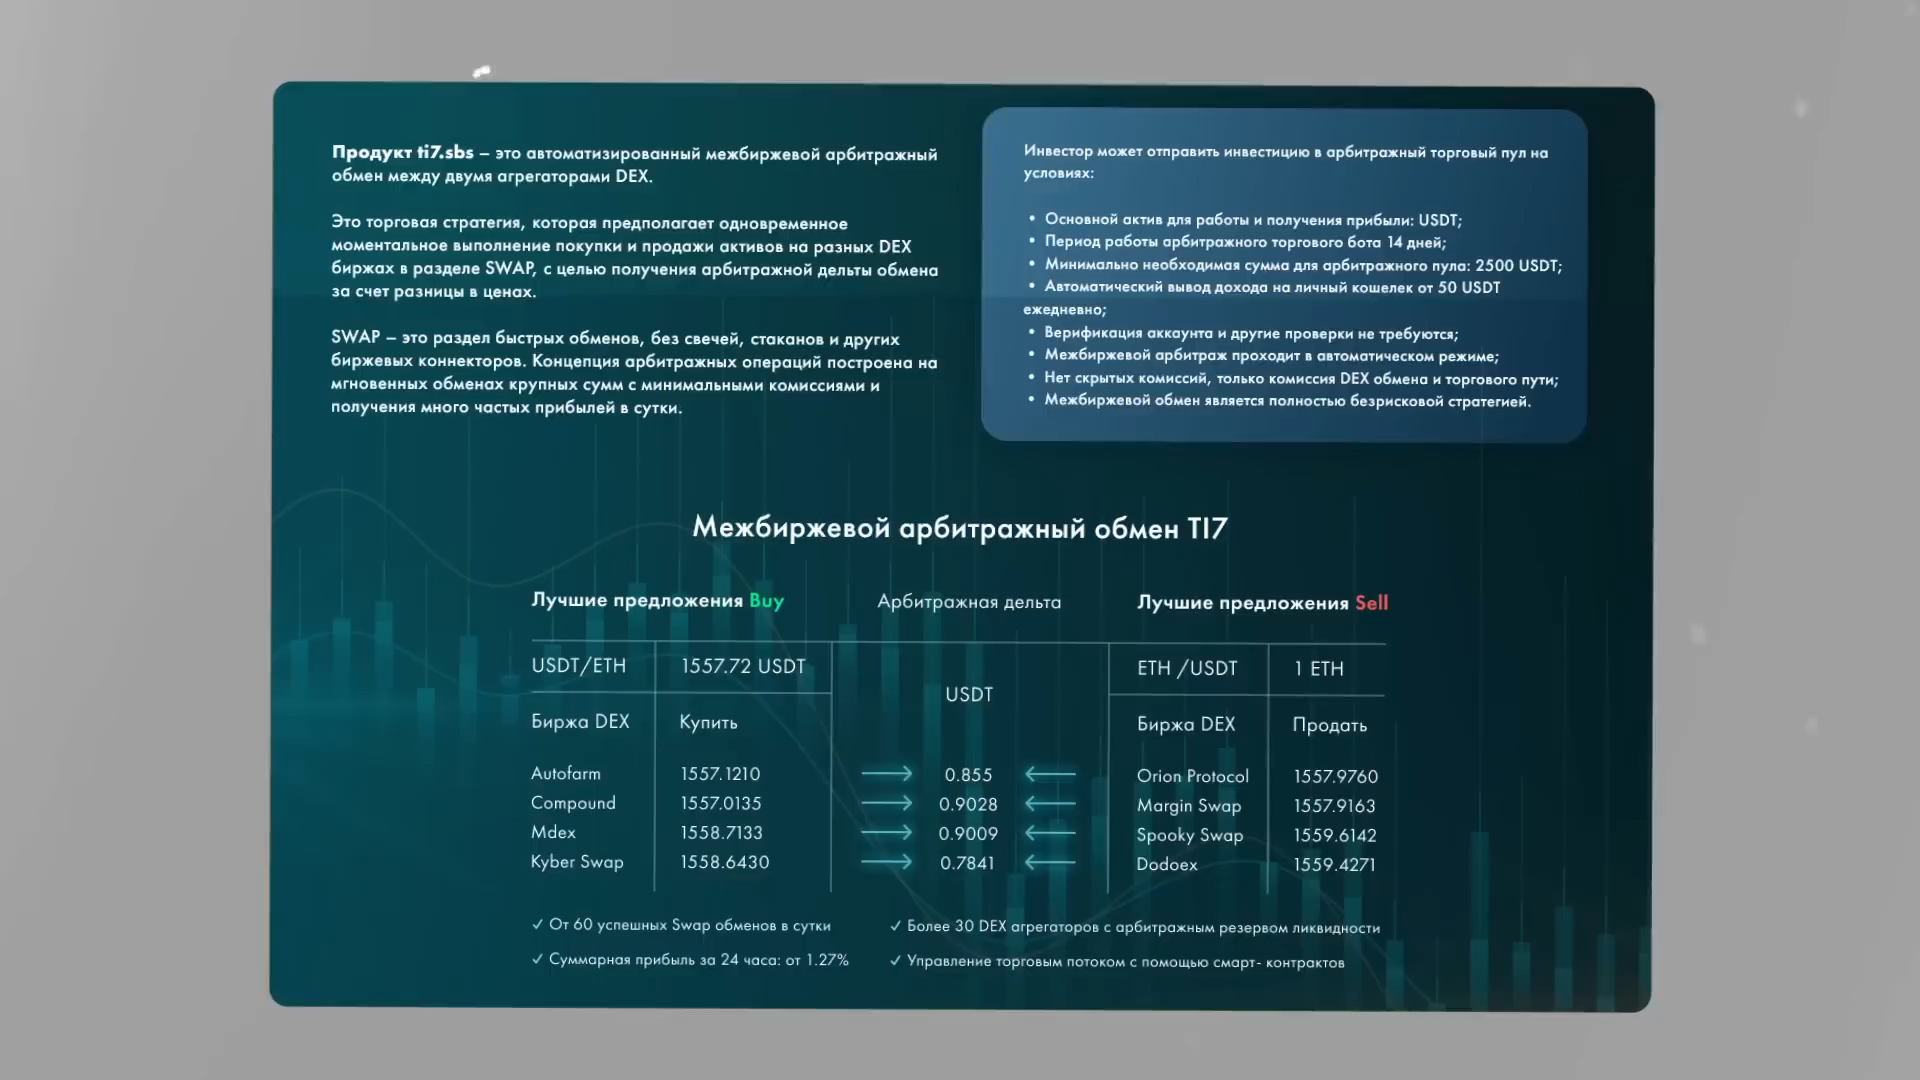 Продукт ti7.sbs – это автоматизированный межбиржевой арбитражный
обмен между двумя агрегаторами DEX.
Это торговая стратегия, которая предполагает одновременное
моментальное выполнение покупки и продажи активов на разных DEX
биржах в разделе SWAP, с целью получения арбитражной дельты обмена
за счет разницы в ценах.
SWAP – это раздел быстрых обменов, без свечей, стаканов и других
биржевых коннекторов. Концепция арбитражных операций построена на
мгновенных обменах крупных сумм с минимальными комиссиями и
получения много частых прибылей в сутки.
Инвестор может отправить инвестицию в арбитражный торговый пул на
условиях:
• Основной актив для работы и получения прибыли: USDT;
• Период работы арбитражного торгового бота 14 дней;
• Минимально необходимая сумма для арбитражного пула: 2500 USDT;
• Автоматический вывод дохода на личный кошелек от 50 USDT
ежедневно;
• Верификация аккаунта и другие проверки не требуются;
• Межбиржевой арбитраж проходит в автоматическом режиме;
• Нет скрытых комиссий, только комиссия DEX обмена и торгового пути;
• Межбиржевой обмен является полностью безрисковой стратегией.
Межбиржевой арбитражный обмен TI7
Лучшие предложения Buy Арбитражная дельта Лучшие предложения Sell
USDT/ETH 1557.72 USDT USDT ETH /USDT 1 ETH
Биржа DEX Купить Биржа DEX Продать
Autofarm 1557.1210 → 0.855 ← Orion Protocol 1557.9760
Compound 1557.0135 → 0.9028 ← Margin Swap 1557.9163
Mdex 1558.7133 → 0.9009 ← Spooky Swap 1559.6142
Kyber Swap 1558.6430 → 0.7841 ← Dodoex 1559.4271
✓ От 60 успешных Swap обменов в сутки ✓ Более 30 DEX агрегаторов с арбитражным резервом ликвидности
✓ Суммарная прибыль за 24 часа: от 1.27% ✓ Управление торговым потоком с помощью смарт- контрактов